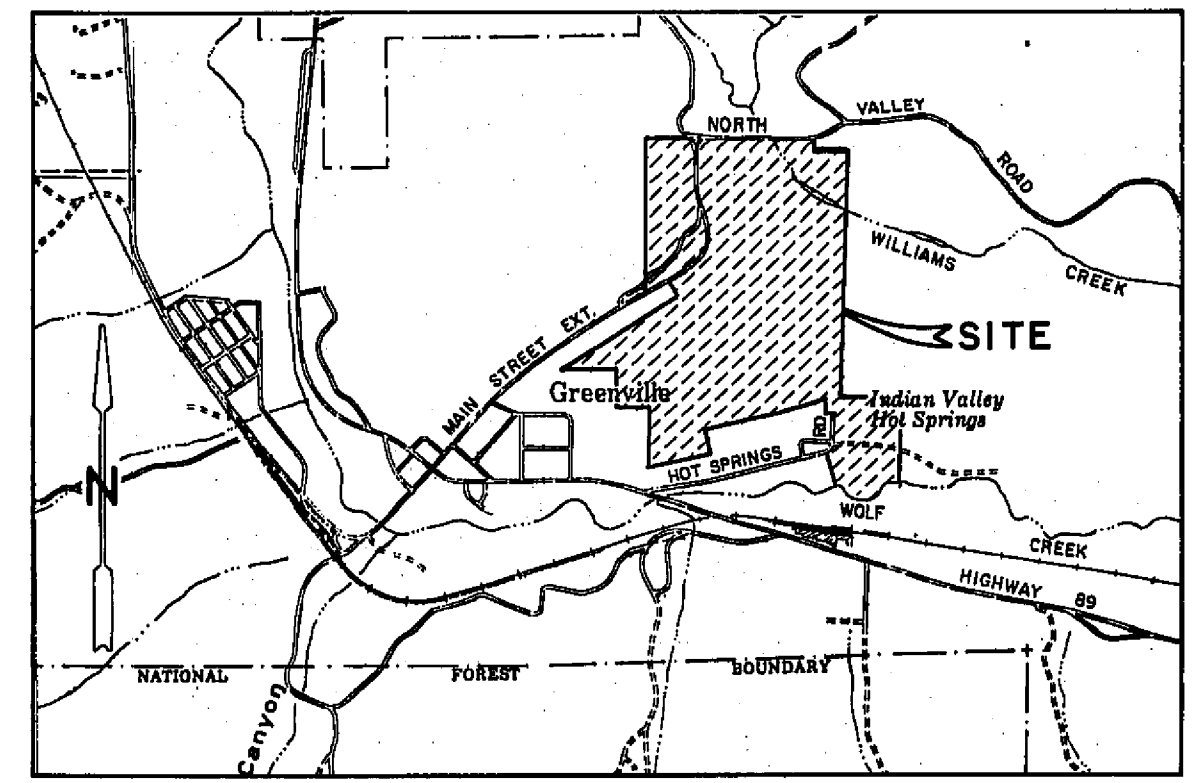 VALLEY
NORTH
ROAD
WILLIAMS
CREEK
SITE
MAIN STREET EXT.
Greenville
Indian Valley
Hot Springs
RD
HOT SPRINGS
N
WOLF
CREEK
HIGHWAY 89
NATIONAL FOREST BOUNDARY
Canyon